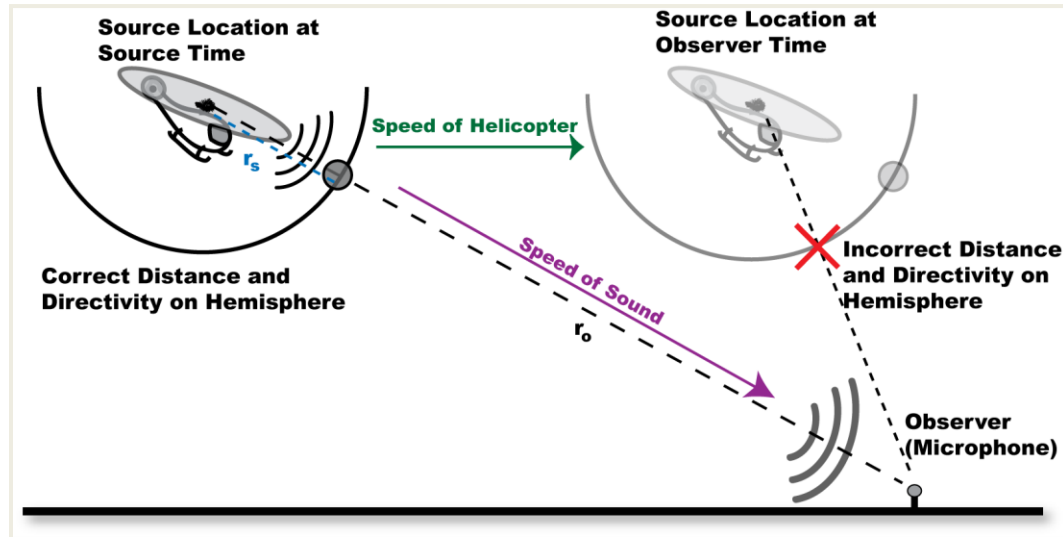 Source Location at
Source Time
Source Location at
Observer Time
Speed of Helicopter
rs
Correct Distance and
Directivity on Hemisphere
Incorrect Distance
and Directivity on
Hemisphere
Speed of Sound
ro
Observer
(Microphone)